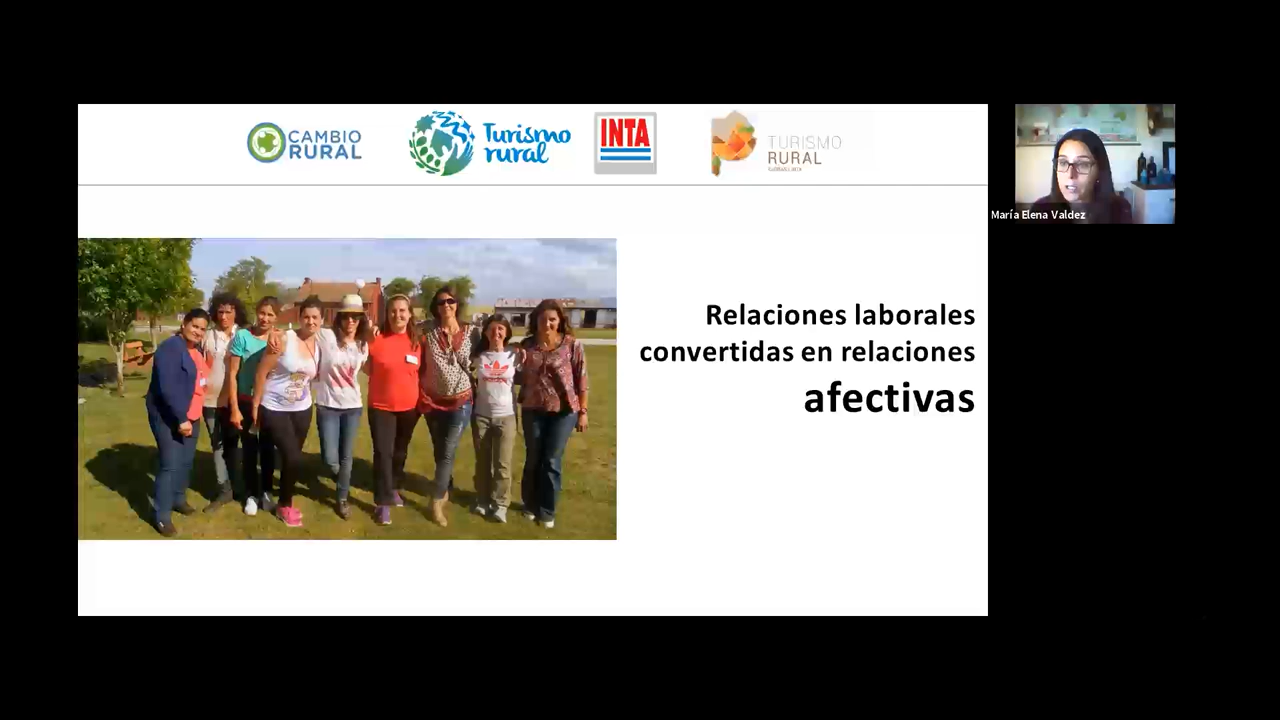 CAMBIO
RURAL
Turismo
rural
INTA
TURISMO
RURAL
María Elena Valdez
Relaciones laborales
convertidas en relaciones
afectivas